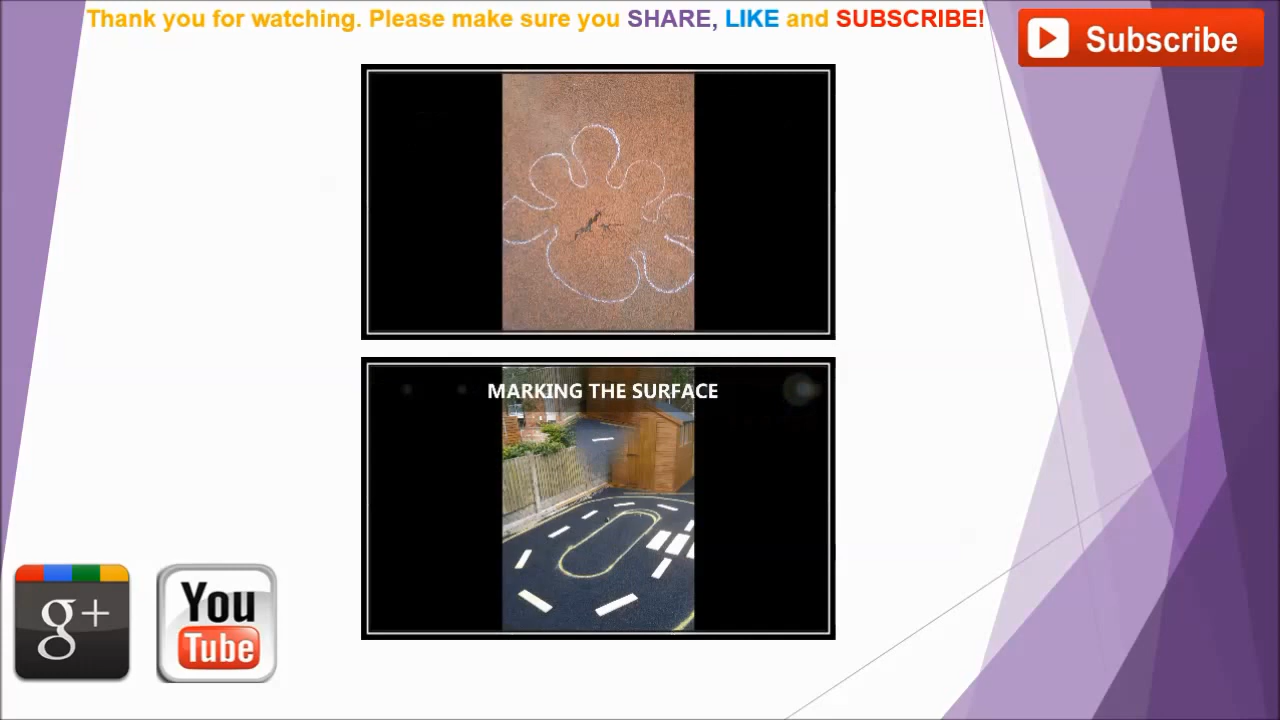 Thank you for watching. Please make sure you SHARE, LIKE and SUBSCRIBE!
Subscribe
MARKING THE SURFACE
g+
You
Tube